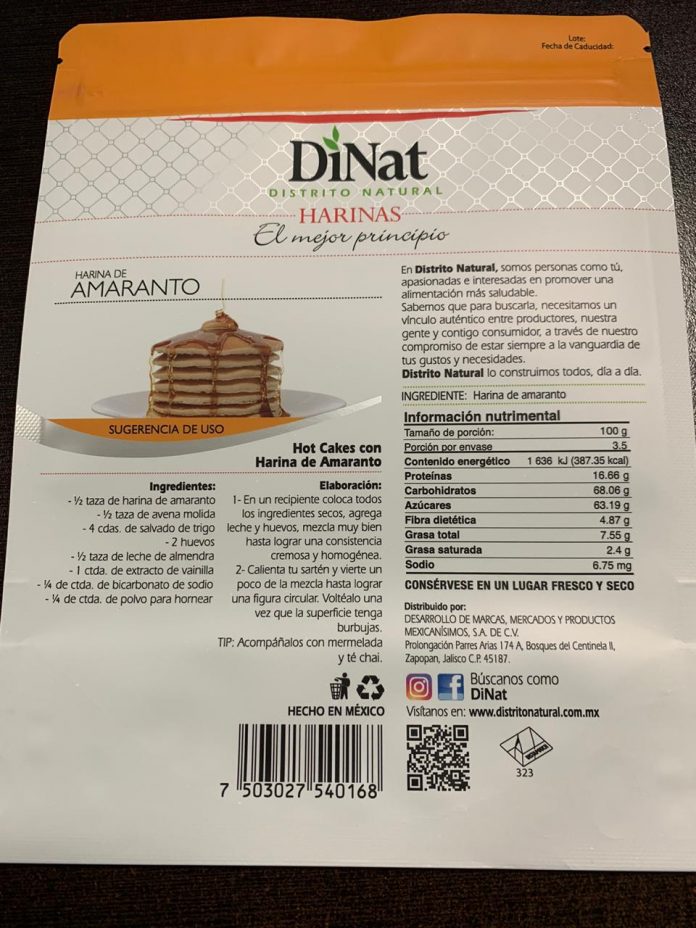 Lote:
Fecha de Caducidad:
DiNat
DISTRITO NATURAL
HARINAS
El mejor principio
HARINA DE
AMARANTO
SUGERENCIA DE USO
Hot Cakes con
Harina de Amaranto
Ingredientes:
- ½ taza de harina de amaranto
- ½ taza de avena molida
- 4 cdas. de salvado de trigo
- 2 huevos
- ½ taza de leche de almendra
- 1 ctda. de extracto de vainilla
- ¼ de ctda. de bicarbonato de sodio
- ¼ de ctda. de polvo para hornear
Elaboración:
1- En un recipiente coloca todos
los ingredientes secos, agrega
leche y huevos, mezcla muy bien
hasta lograr una consistencia
cremosa y homogénea.
2- Calienta tu sartén y vierte un
poco de la mezcla hasta lograr
una figura circular. Voltéalo una
vez que la superficie tenga
burbujas.
TIP: Acompáñalos con mermelada
y té chai.
HECHO EN MÉXICO
7 503027 540168
En Distrito Natural, somos personas como tú,
apasionadas e interesadas en promover una
alimentación más saludable.
Sabemos que para buscarla, necesitamos un
vínculo auténtico entre productores, nuestra
gente y contigo consumidor, a través de nuestro
compromiso de estar siempre a la vanguardia de
tus gustos y necesidades.
Distrito Natural lo construimos todos, día a día.
INGREDIENTE: Harina de amaranto
Información nutrimental
Tamaño de porción: 100 g
Porción por envase 3.5
Contenido energético 1 636 kJ (387.35 kcal)
Proteínas 16.66 g
Carbohidratos 68.06 g
Azúcares 63.19 g
Fibra dietética 4.87 g
Grasa total 7.55 g
Grasa saturada 2.4 g
Sodio 6.75 mg
CONSÉRVESE EN UN LUGAR FRESCO Y SECO
Distribuido por:
DESARROLLO DE MARCAS, MERCADOS Y PRODUCTOS
MEXICANÍSIMOS, S.A. DE C.V.
Prolongación Parres Arias 174 A, Bosques del Centinela II,
Zapopan, Jalisco C.P. 45187.
Búscanos como
DiNat
Visítanos en: www.distritonatural.com.mx
323